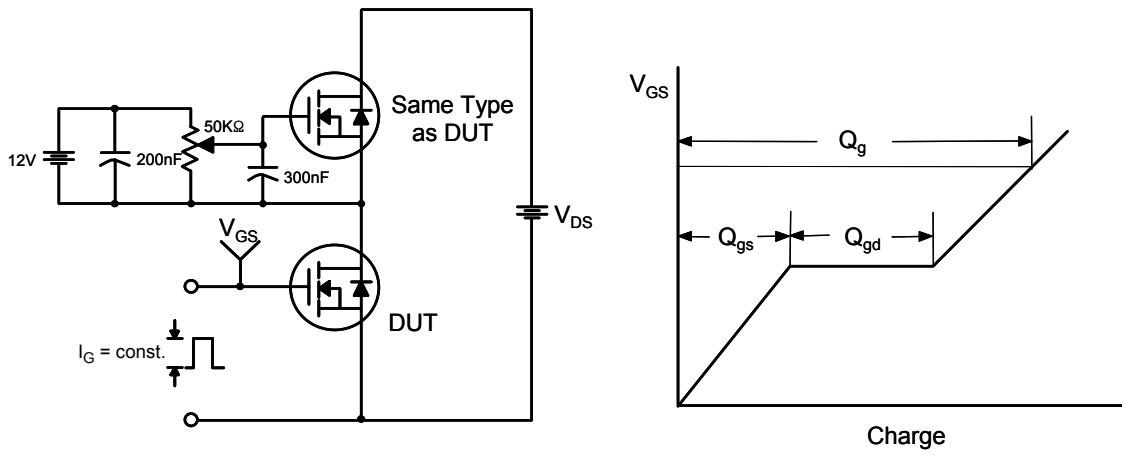 12V
200nF
50KΩ
300nF
Same Type
as DUT
V_DS
V_GS
DUT
I_G = const.
V_GS
Q_g
Q_gs
Q_gd
Charge